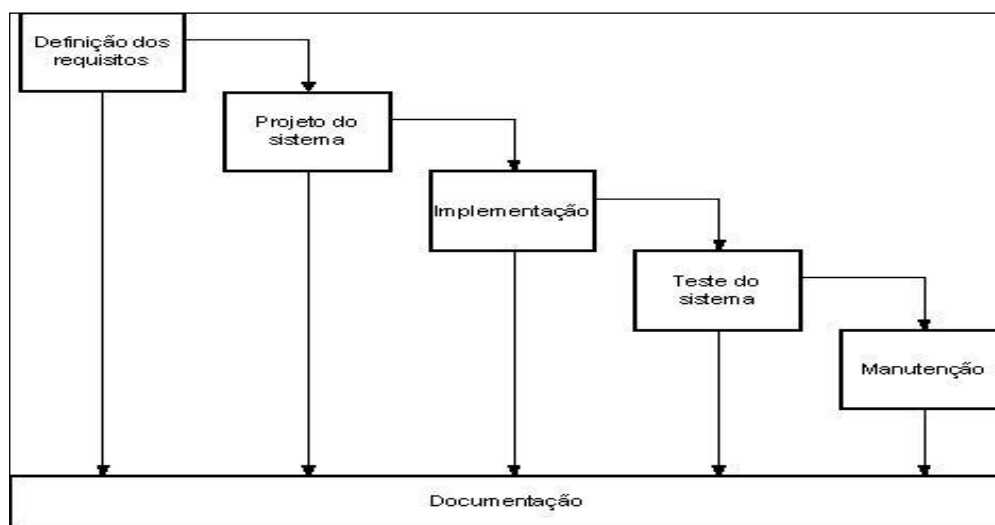 Definição dos
requisitos
Projeto do
sistema
Implementação
Teste do
sistema
Manutenção
Documentação